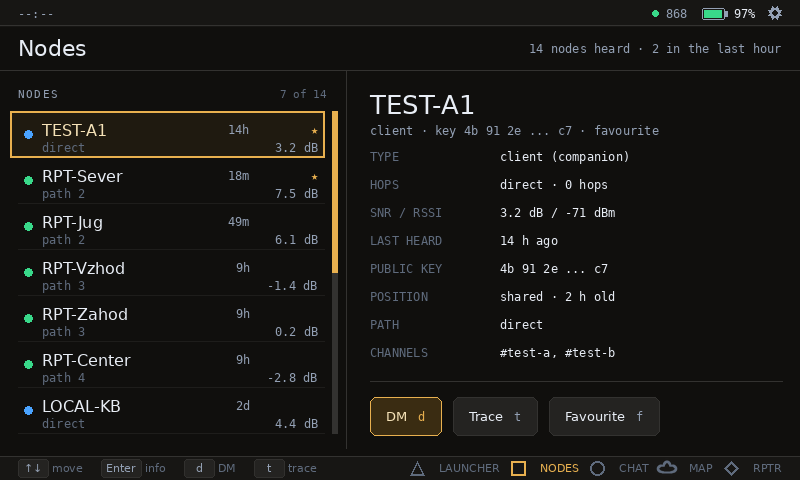 --:--
868 97%
Nodes
14 nodes heard · 2 in the last hour
NODES 7 of 14
TEST-A1 14h ★
direct 3.2 dB
RPT-Sever 18m ★
path 2 7.5 dB
RPT-Jug 49m
path 2 6.1 dB
RPT-Vzhod 9h
path 3 -1.4 dB
RPT-Zahod 9h
path 3 0.2 dB
RPT-Center 9h
path 4 -2.8 dB
LOCAL-KB 2d
direct 4.4 dB
TEST-A1
client · key 4b 91 2e ... c7 · favourite
TYPE client (companion)
HOPS direct · 0 hops
SNR / RSSI 3.2 dB / -71 dBm
LAST HEARD 14 h ago
PUBLIC KEY 4b 91 2e ... c7
POSITION shared · 2 h old
PATH direct
CHANNELS #test-a, #test-b
DM d Trace t Favourite f
↑↓ move Enter info d DM t trace LAUNCHER NODES CHAT MAP RPTR